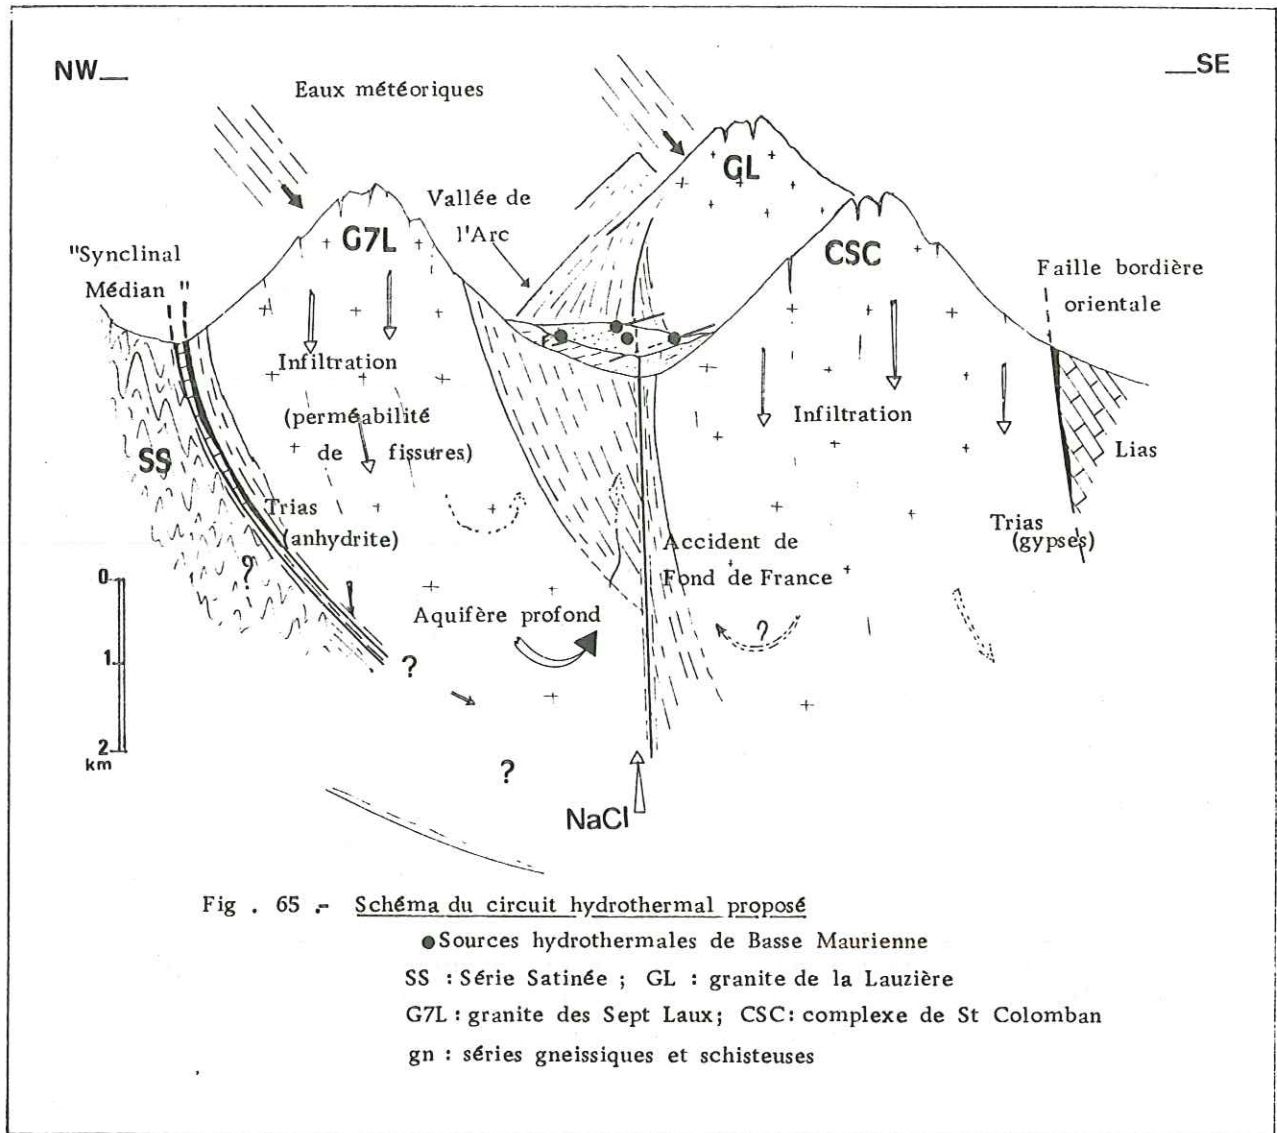 NW
SE
Eaux météoriques
GL
Vallée de
l'Arc
G7L
CSC
"Synclinal
Médian "
Faille bordière
orientale
Infiltration
(perméabilité
de fissures)
Infiltration
SS
Lias
Trias
(anhydrite)
Trias
(gypses)
?
Accident de
Fond de France
0
Aquifère profond
?
1
?
2
km
?
NaCl
Fig . 65 .- Schéma du circuit hydrothermal proposé
Sources hydrothermales de Basse Maurienne
SS : Série Satinée ; GL : granite de la Lauzière
G7L : granite des Sept Laux; CSC: complexe de St Colomban
gn : séries gneissiques et schisteuses